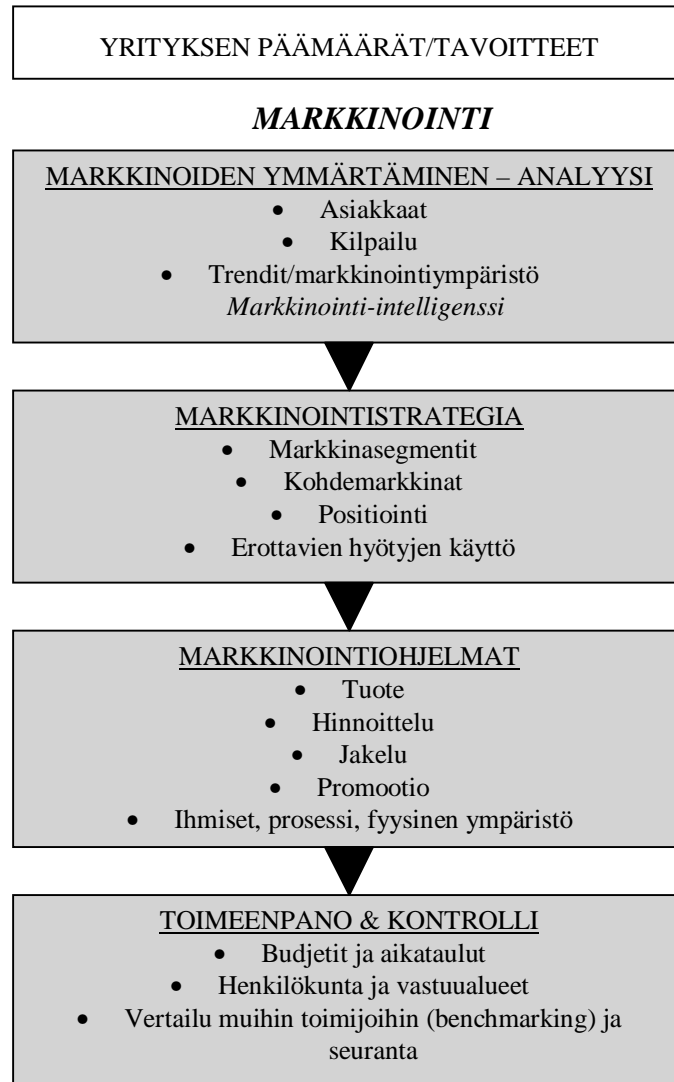 YRITYKSEN PÄÄMÄÄRÄT/TAVOITTEET
MARKKINOINTI
MARKKINOIDEN YMMÄRTÄMINEN – ANALYYSI
• Asiakkaat
• Kilpailu
• Trendit/markkinointiympäristö
Markkinointi-intelligenssi
MARKKINOINTISTRATEGIA
• Markkinasegmentit
• Kohdemarkkinat
• Positiointi
• Erottavien hyötyjen käyttö
MARKKINOINTIOHJELMAT
• Tuote
• Hinnoittelu
• Jakelu
• Promootio
• Ihmiset, prosessi, fyysinen ympäristö
TOIMEENPANO & KONTROLLI
• Budjetit ja aikataulut
• Henkilökunta ja vastuualueet
• Vertailu muihin toimijoihin (benchmarking) ja
seuranta